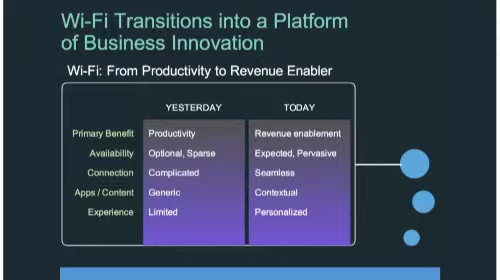 Wi-Fi Transitions into a Platform
of Business Innovation
Wi-Fi: From Productivity to Revenue Enabler
YESTERDAY TODAY
Primary Benefit Productivity Revenue enablement
Availability Optional, Sparse Expected, Pervasive
Connection Complicated Seamless
Apps / Content Generic Contextual
Experience Limited Personalized